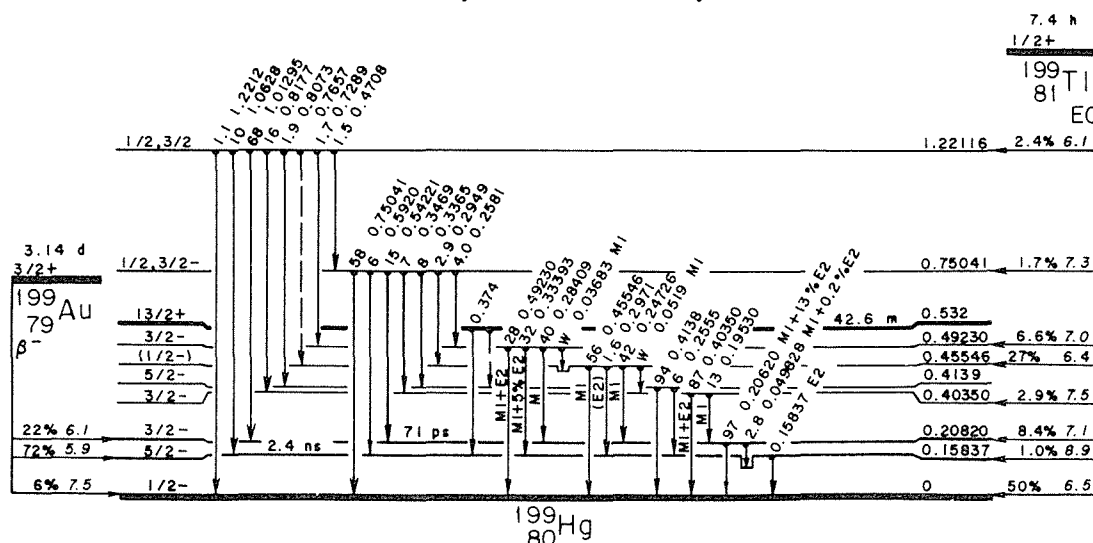 7.4 h
1/2+
199
81 Tl
EC
1.1 1.2212
10 1.0628
68 1.01295
16 0.8177
1.9 0.8073
0.7657
1.7 0.7289
1.5 0.4708
1/2,3/2 1.22116 2.4% 6.1
58 0.75041
6 0.5920
15 0.54221
7 0.3469
8 0.3365
2.9 0.2949
4.0 0.2581
3.14 d
3/2+
199
79 Au
β−
1/2,3/2− 0.75041 1.7% 7.3
0.374
28 0.49230 M1+E2
32 0.33393 M1+5% E2
40 0.28409 M1
W 0.03683 M1
56 0.45546 M1
1.6 0.2971 (E2)
42 0.24726 M1
W 0.0519 M1
94 0.4138
6 0.2555
87 0.40350 M1+E2
13 0.19530 M1
97 0.20620 M1+13% E2
2.8 0.049828 M1+0.2% E2
0.15837 E2
13/2+ 42.6 m 0.532
3/2− 0.49230 6.6% 7.0
(1/2−) 0.45546 27% 6.4
5/2− 0.4139
3/2− 0.40350 2.9% 7.5
22% 6.1 3/2− 71 ps 0.20820 8.4% 7.1
72% 5.9 5/2− 2.4 ns 0.15837 1.0% 8.9
6% 7.5 1/2− 0 50% 6.5
199
80 Hg